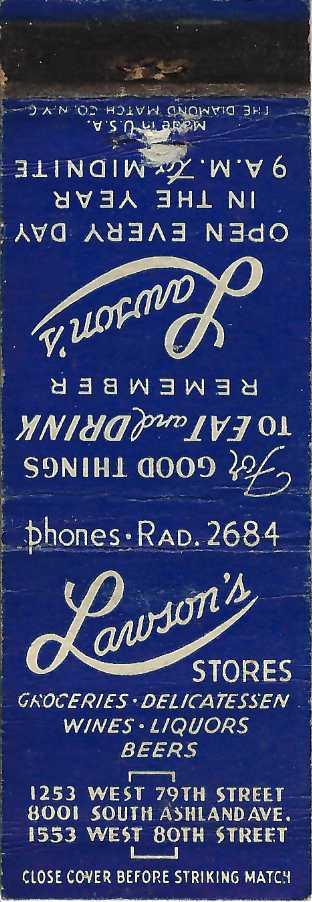 For GOOD THINGS
TO EAT and DRINK
REMEMBER
Lawson's
OPEN EVERY DAY
IN THE YEAR
9 A.M. to MIDNITE
Made in U.S.A.
THE DIAMOND MATCH CO. N.Y.C.
phones · RAD. 2684
Lawson's
STORES
GROCERIES · DELICATESSEN
WINES · LIQUORS
BEERS
1253 WEST 79TH STREET
8001 SOUTH ASHLAND AVE.
1553 WEST 80TH STREET
CLOSE COVER BEFORE STRIKING MATCH